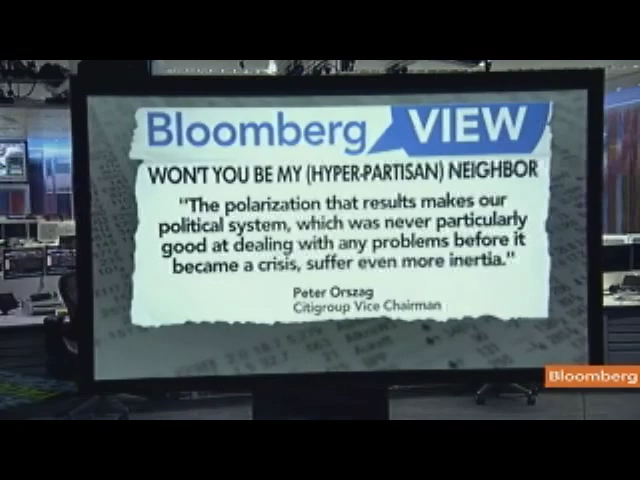 Bloomberg VIEW
WON'T YOU BE MY (HYPER-PARTISAN) NEIGHBOR
"The polarization that results makes our
political system, which was never particularly
good at dealing with any problems before it
became a crisis, suffer even more inertia."
Peter Orszag
Citigroup Vice Chairman
Bloomberg